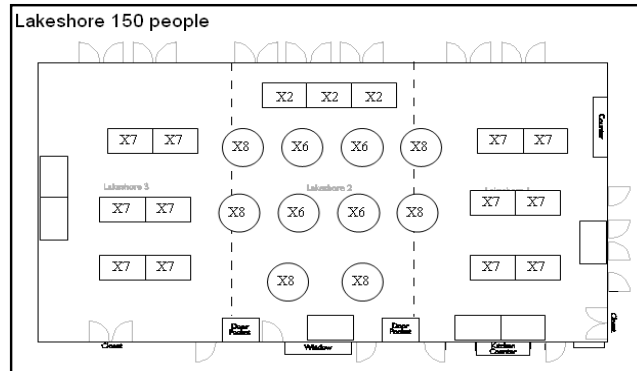 Lakeshore 150 people
X2 X2 X2
X7 X7 X8 X6 X6 X8 X7 X7
Counter
Lakeshore 3 Lakeshore 2
X7 X7 X8 X6 X6 X8 X7 X7
X7 X7 X8 X8 X7 X7
Door
Pocket
Door
Pocket
Closet
Window
Kitchen
Counter
Closet